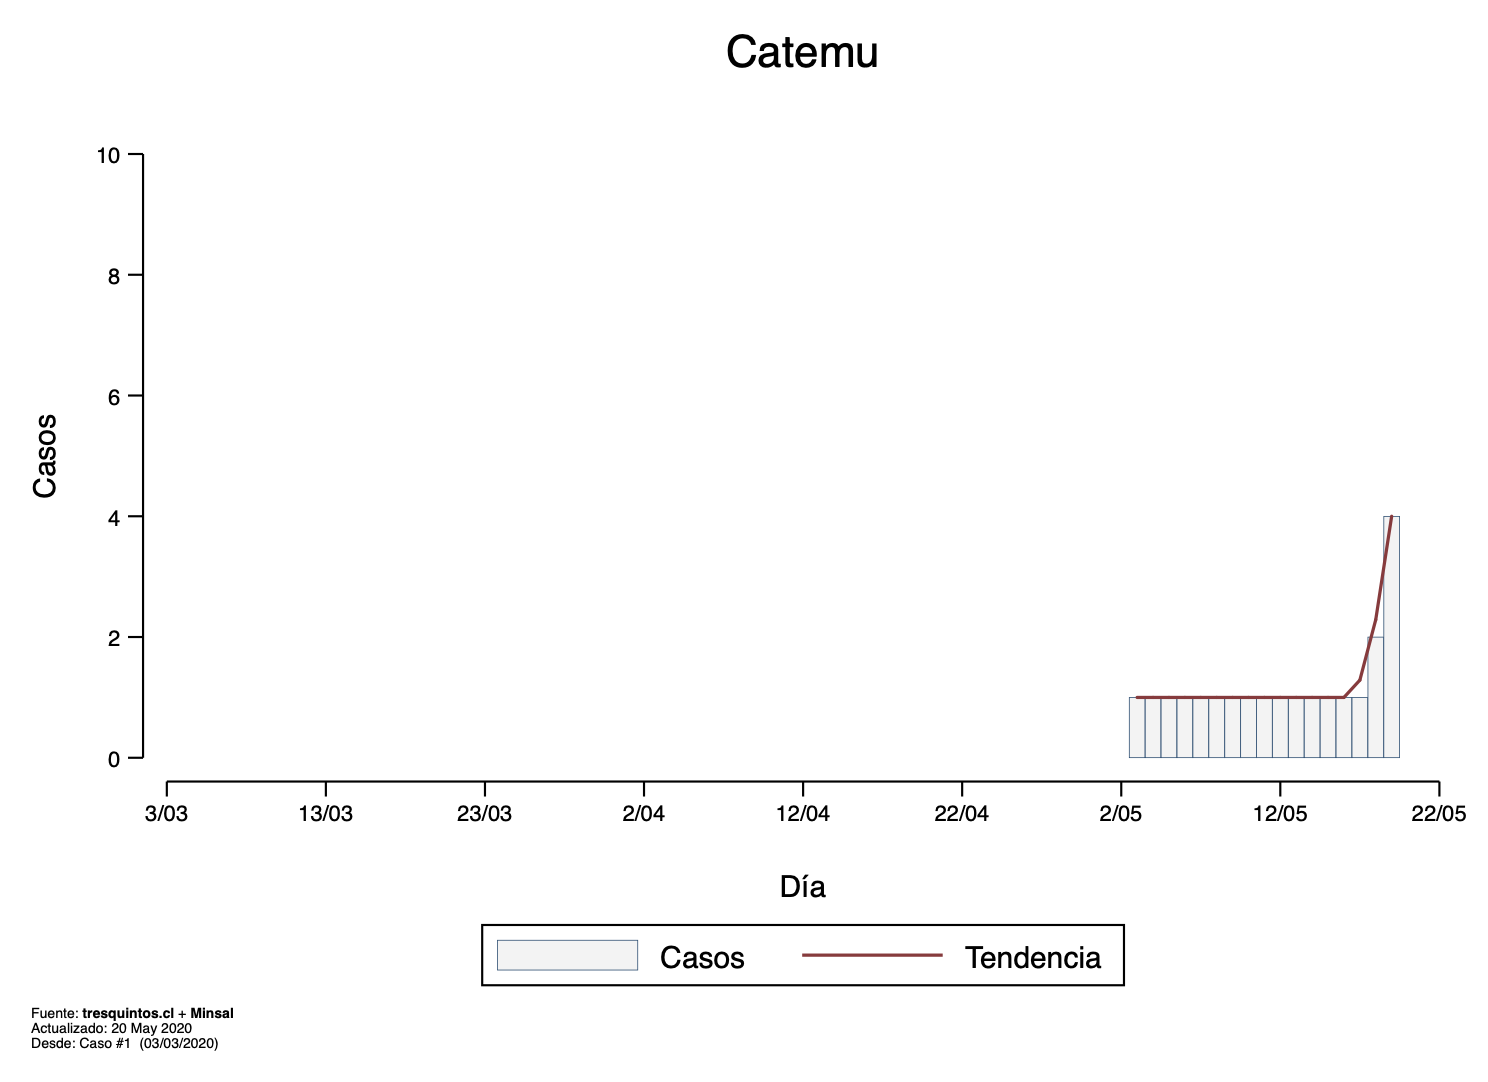 Catemu
10
8
6
4
2
0
Casos
3/03 13/03 23/03 2/04 12/04 22/04 2/05 12/05 22/05
Día
Casos Tendencia
Fuente: tresquintos.cl + Minsal
Actualizado: 20 May 2020
Desde: Caso #1 (03/03/2020)